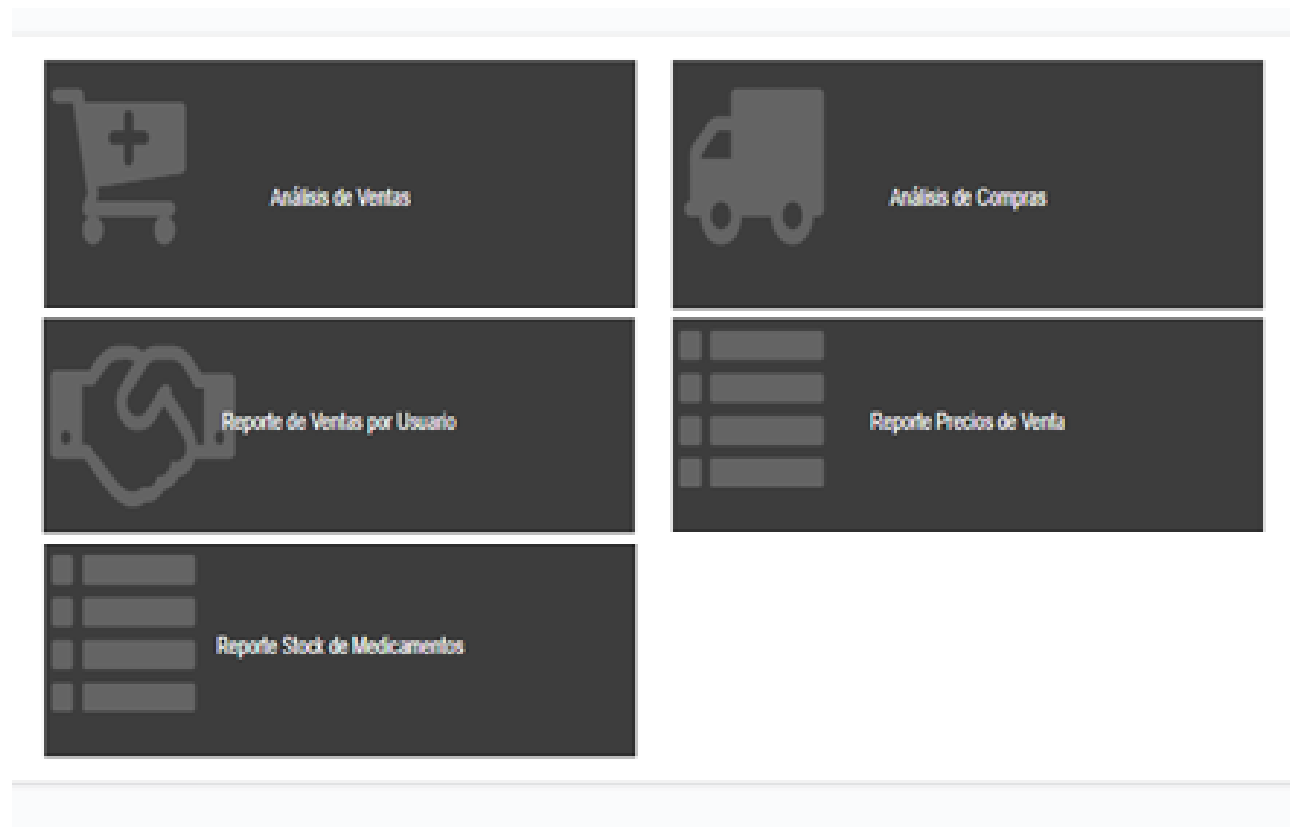 Análisis de Ventas
Análisis de Compras
Reporte de Ventas por Usuario
Reporte Precios de Venta
Reporte Stock de Medicamentos